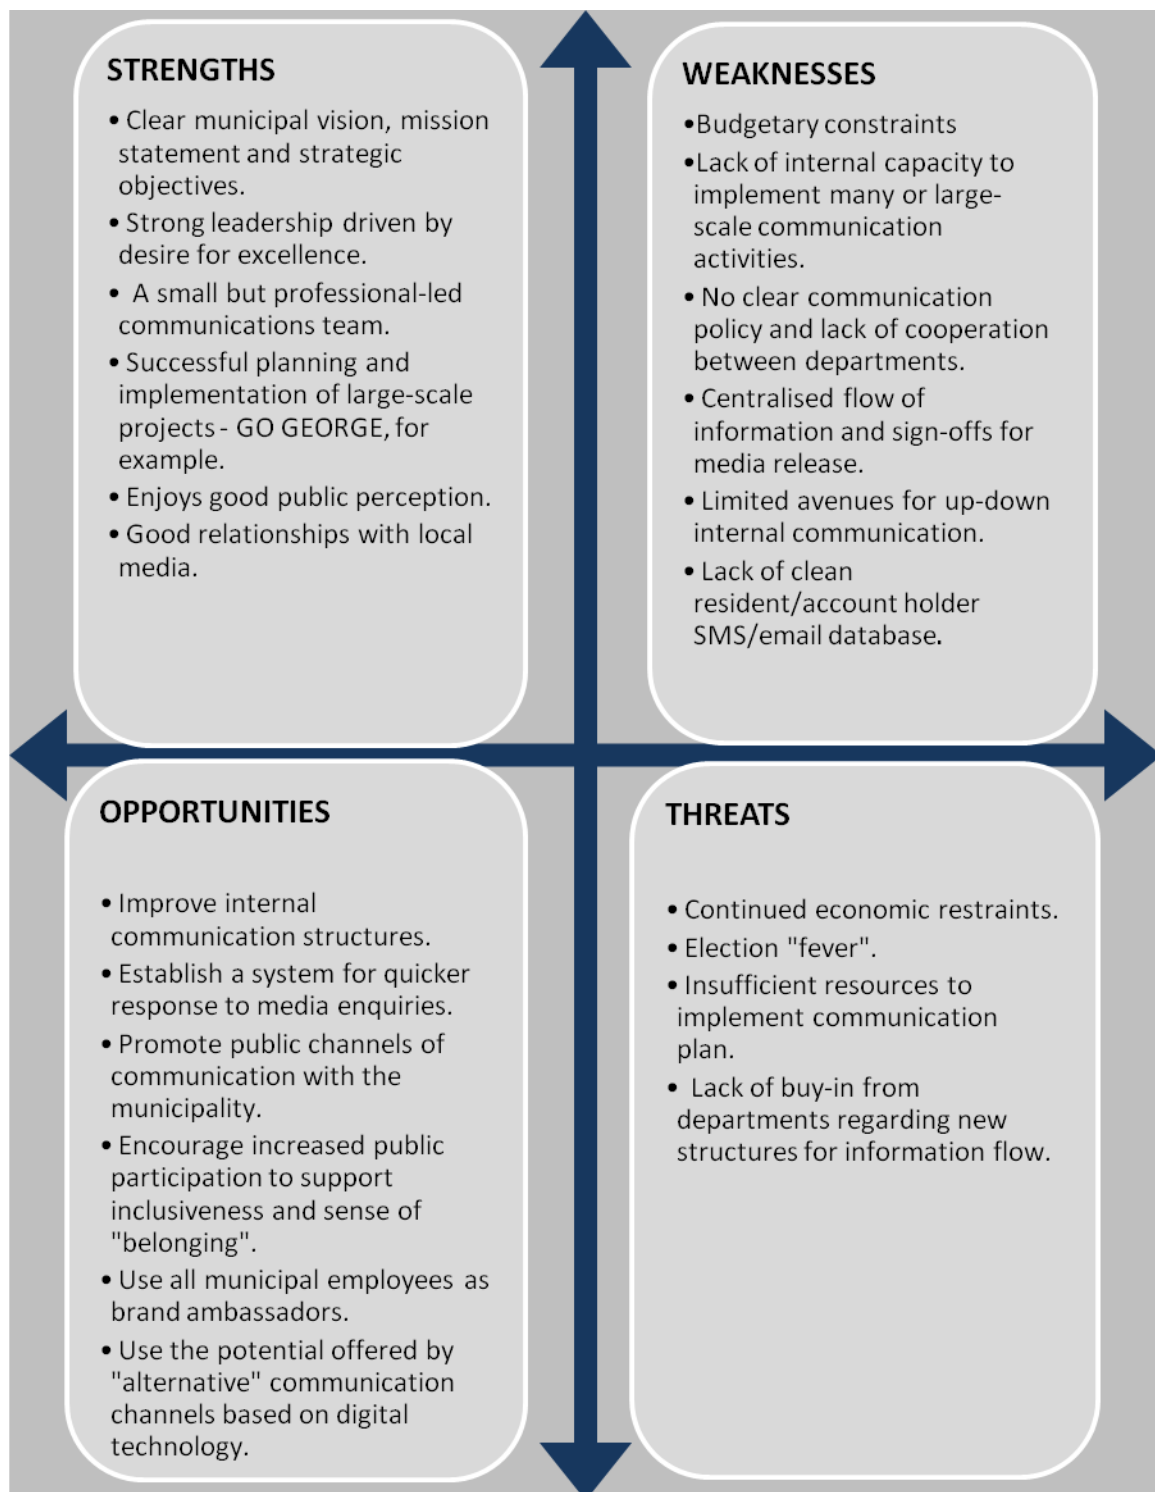 STRENGTHS
• Clear municipal vision, mission
statement and strategic
objectives.
• Strong leadership driven by
desire for excellence.
• A small but professional-led
communications team.
• Successful planning and
implementation of large-scale
projects - GO GEORGE, for
example.
• Enjoys good public perception.
• Good relationships with local
media.
WEAKNESSES
•Budgetary constraints
•Lack of internal capacity to
implement many or large-
scale communication
activities.
• No clear communication
policy and lack of cooperation
between departments.
• Centralised flow of
information and sign-offs for
media release.
• Limited avenues for up-down
internal communication.
• Lack of clean
resident/account holder
SMS/email database.
OPPORTUNITIES
• Improve internal
communication structures.
• Establish a system for quicker
response to media enquiries.
• Promote public channels of
communication with the
municipality.
• Encourage increased public
participation to support
inclusiveness and sense of
"belonging".
• Use all municipal employees as
brand ambassadors.
• Use the potential offered by
"alternative" communication
channels based on digital
technology.
THREATS
• Continued economic restraints.
• Election "fever".
• Insufficient resources to
implement communication
plan.
• Lack of buy-in from
departments regarding new
structures for information flow.